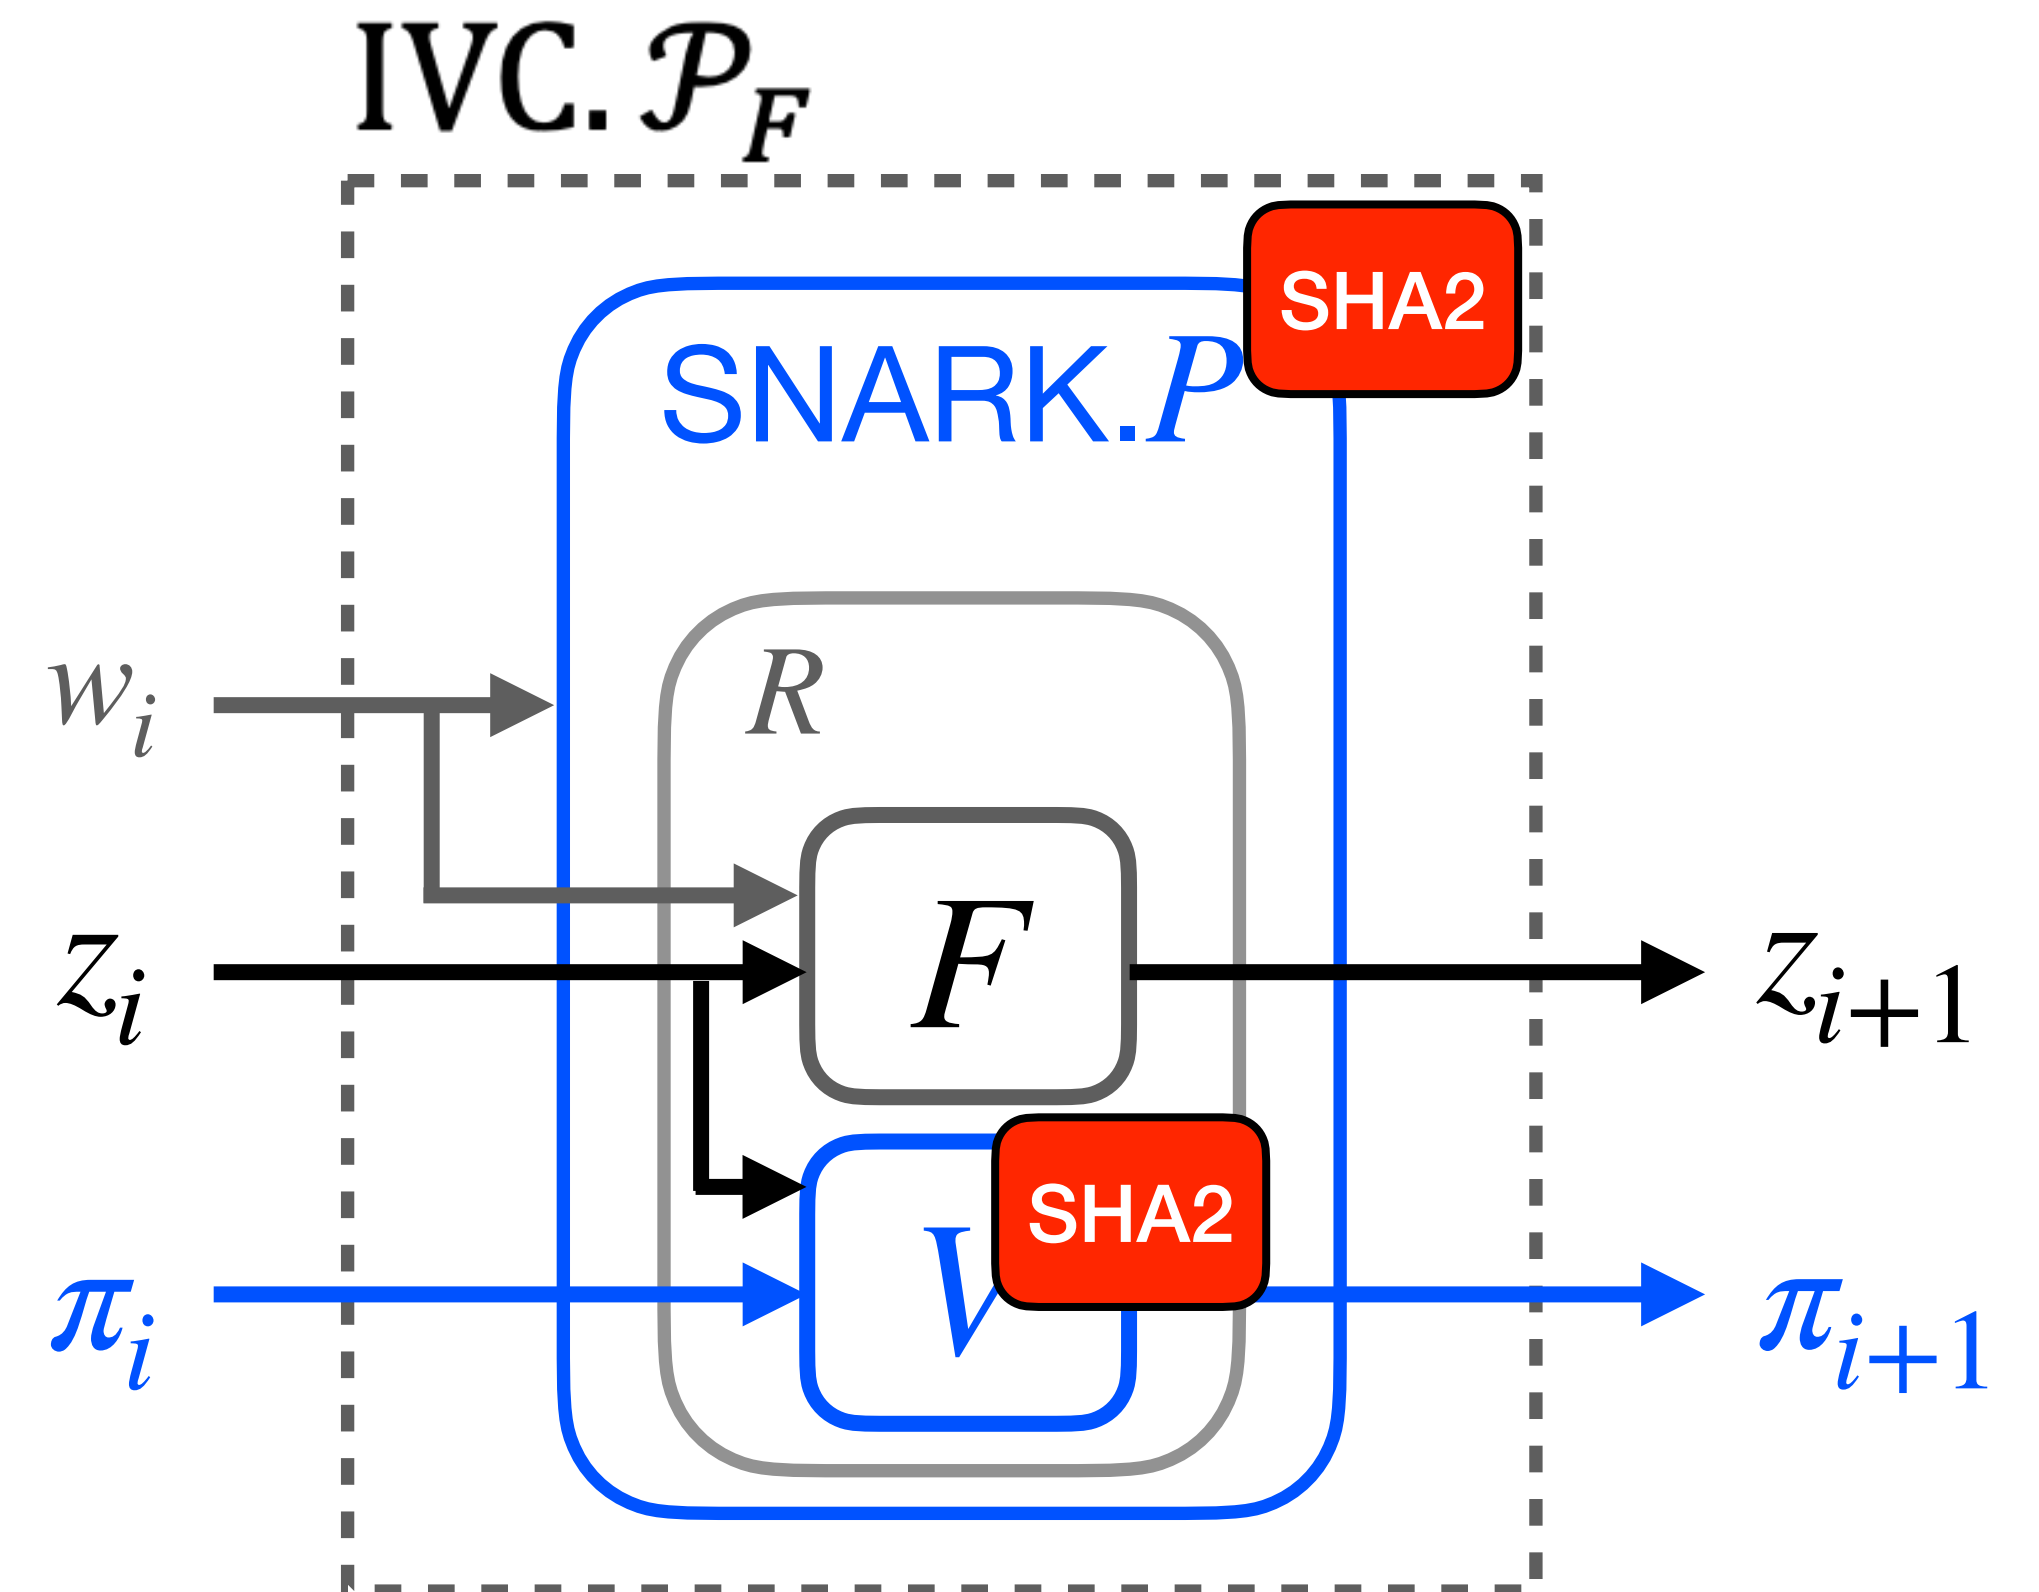 IVC. 𝒫_F
SHA2
SNARK.P
R
w_i
F
z_i
z_{i+1}
SHA2
V
π_i
π_{i+1}